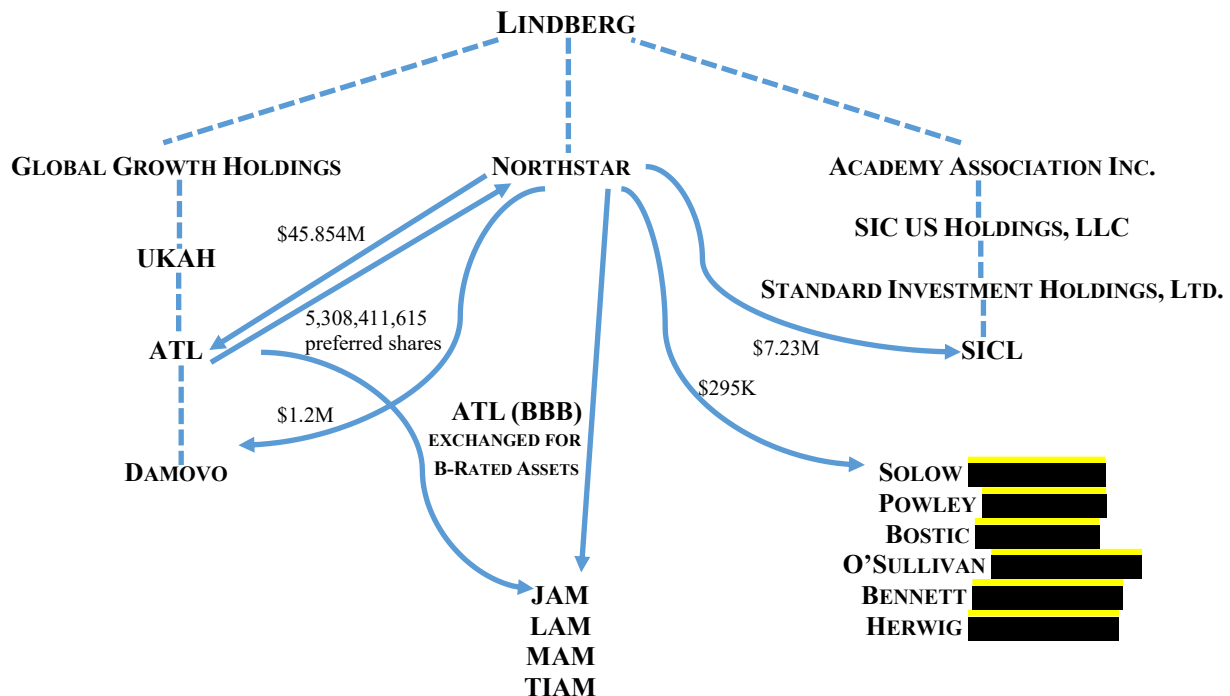 LINDBERG
GLOBAL GROWTH HOLDINGS
NORTHSTAR
ACADEMY ASSOCIATION INC.
$45.854M
SIC US HOLDINGS, LLC
UKAH
STANDARD INVESTMENT HOLDINGS, LTD.
5,308,411,615
preferred shares
ATL
$7.23M
SICL
$295K
$1.2M
ATL (BBB)
EXCHANGED FOR
B-RATED ASSETS
DAMOVO
SOLOW
POWLEY
BOSTIC
O'SULLIVAN
BENNETT
HERWIG
JAM
LAM
MAM
TIAM